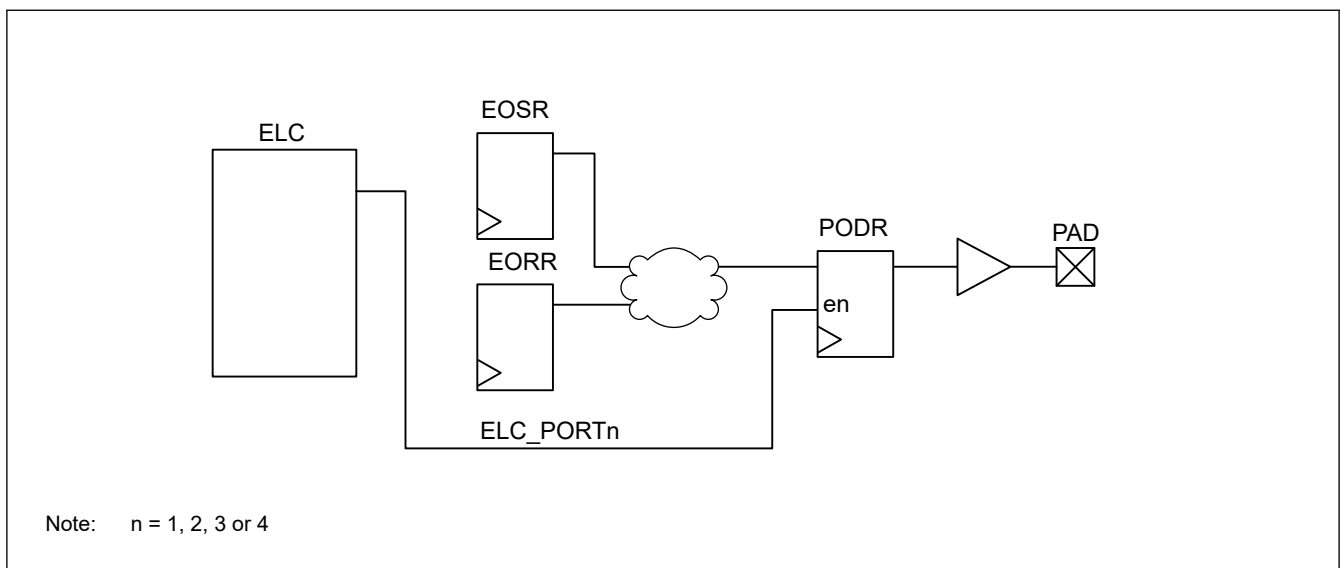 EOSR
ELC
PODR
PAD
EORR
en
ELC_PORTn
Note: n = 1, 2, 3 or 4